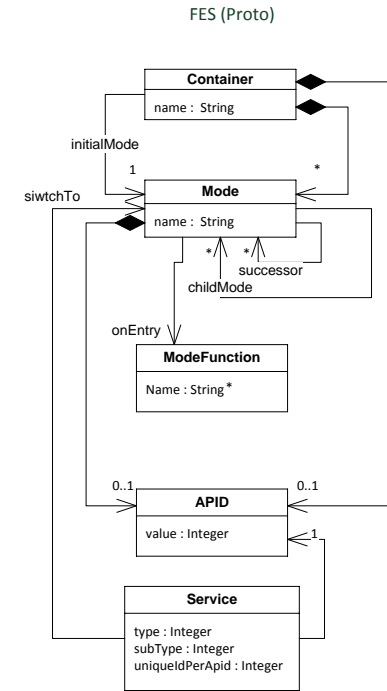 FES (Proto)
Container
name : String
initialMode
1
*
siwtchTo
Mode
name : String
*
*
successor
childMode
onEntry
ModeFunction
Name : String*
0..1
0..1
APID
value : Integer
1
Service
type : Integer
subType : Integer
uniqueIdPerApid : Integer